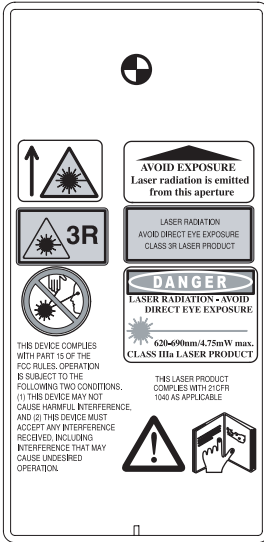 AVOID EXPOSURE
Laser radiation is emitted
from this aperture
3R
LASER RADIATION
AVOID DIRECT EYE EXPOSURE
CLASS 3R LASER PRODUCT
DANGER
LASER RADIATION - AVOID
DIRECT EYE EXPOSURE
620-690nm/4.75mW max.
CLASS IIIa LASER PRODUCT
THIS DEVICE COMPLIES
WITH PART 15 OF THE
FCC RULES. OPERATION
IS SUBJECT TO THE
FOLLOWING TWO CONDITIONS.
(1) THIS DEVICE MAY NOT
CAUSE HARMFUL INTERFERENCE,
AND (2) THIS DEVICE MUST
ACCEPT ANY INTERFERENCE
RECEIVED, INCLUDING
INTERFERENCE THAT MAY
CAUSE UNDESIRED
OPERATION.
THIS LASER PRODUCT
COMPLIES WITH 21CFR
1040 AS APPLICABLE